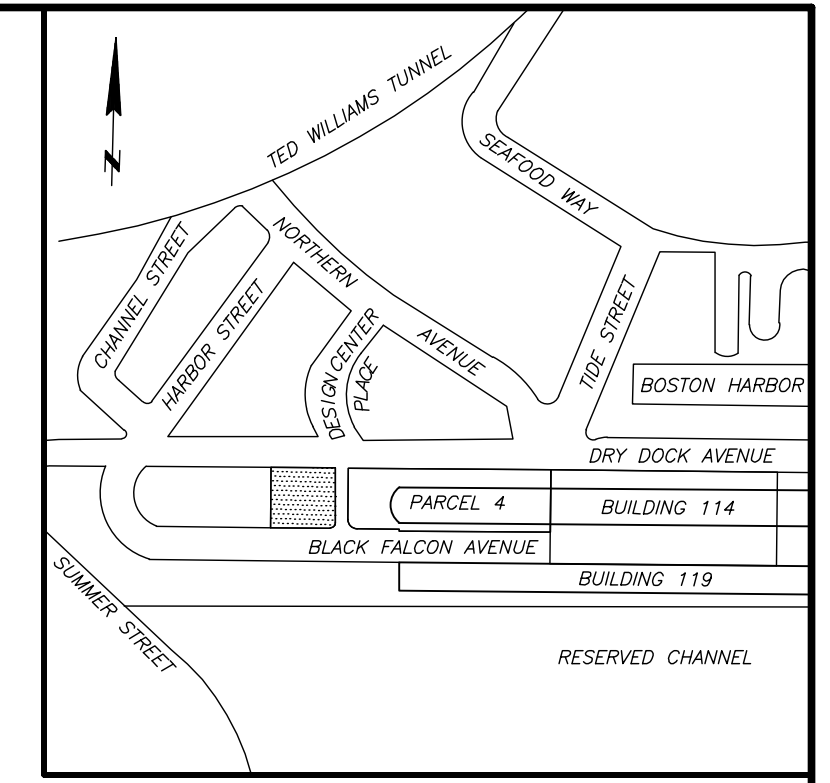 N
TED WILLIAMS TUNNEL
SEAFOOD WAY
NORTHERN
AVENUE
CHANNEL STREET
HARBOR STREET
DESIGN CENTER
PLACE
TIDE STREET
BOSTON HARBOR
DRY DOCK AVENUE
PARCEL 4
BUILDING 114
BLACK FALCON AVENUE
BUILDING 119
SUMMER STREET
RESERVED CHANNEL